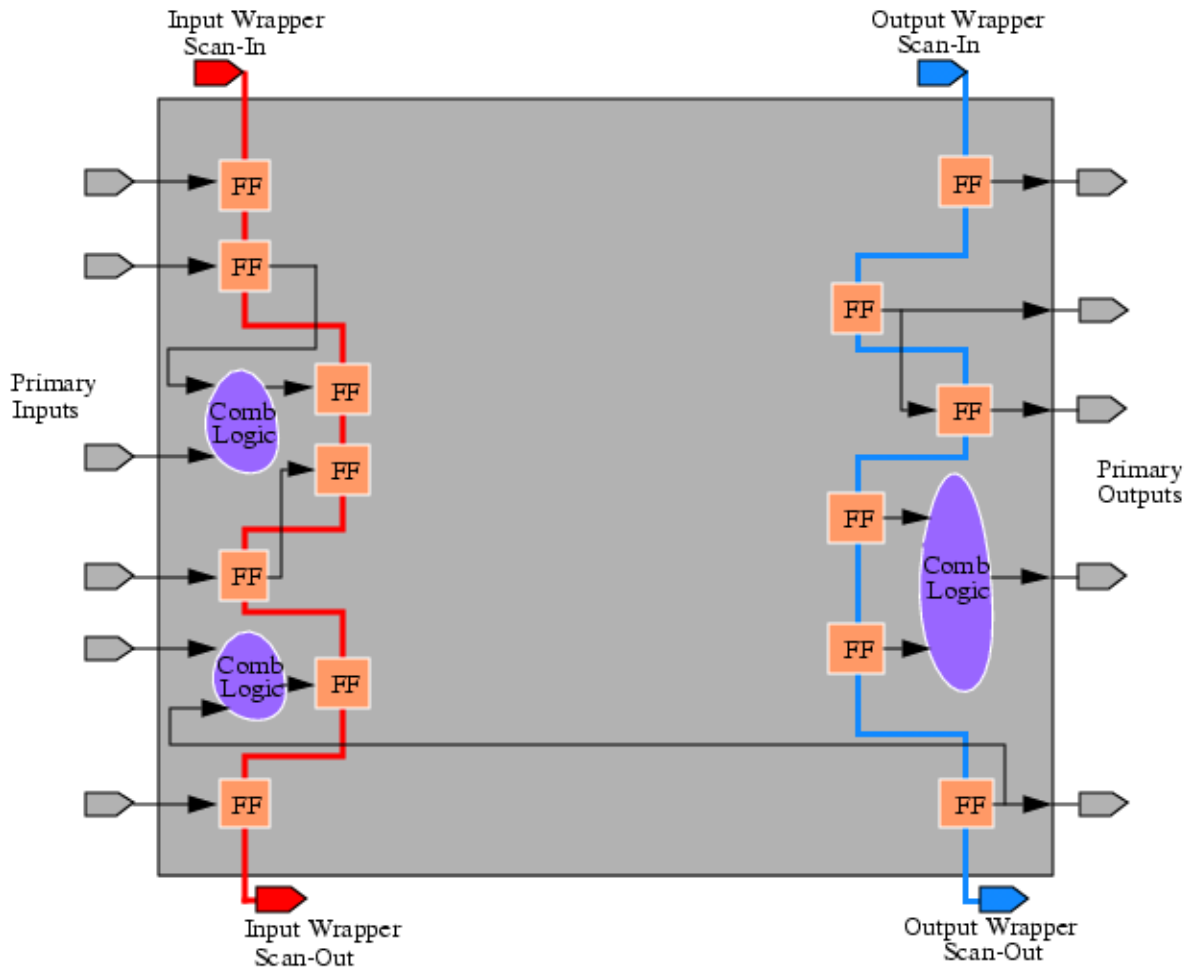 Input Wrapper
Scan-In
Output Wrapper
Scan-In
FF
FF
FF
FF
FF
Primary
Inputs
Comb
Logic
FF
FF
FF
Primary
Outputs
FF
FF
Comb
Logic
FF
Comb
Logic
FF
FF
FF
Input Wrapper
Scan-Out
Output Wrapper
Scan-Out